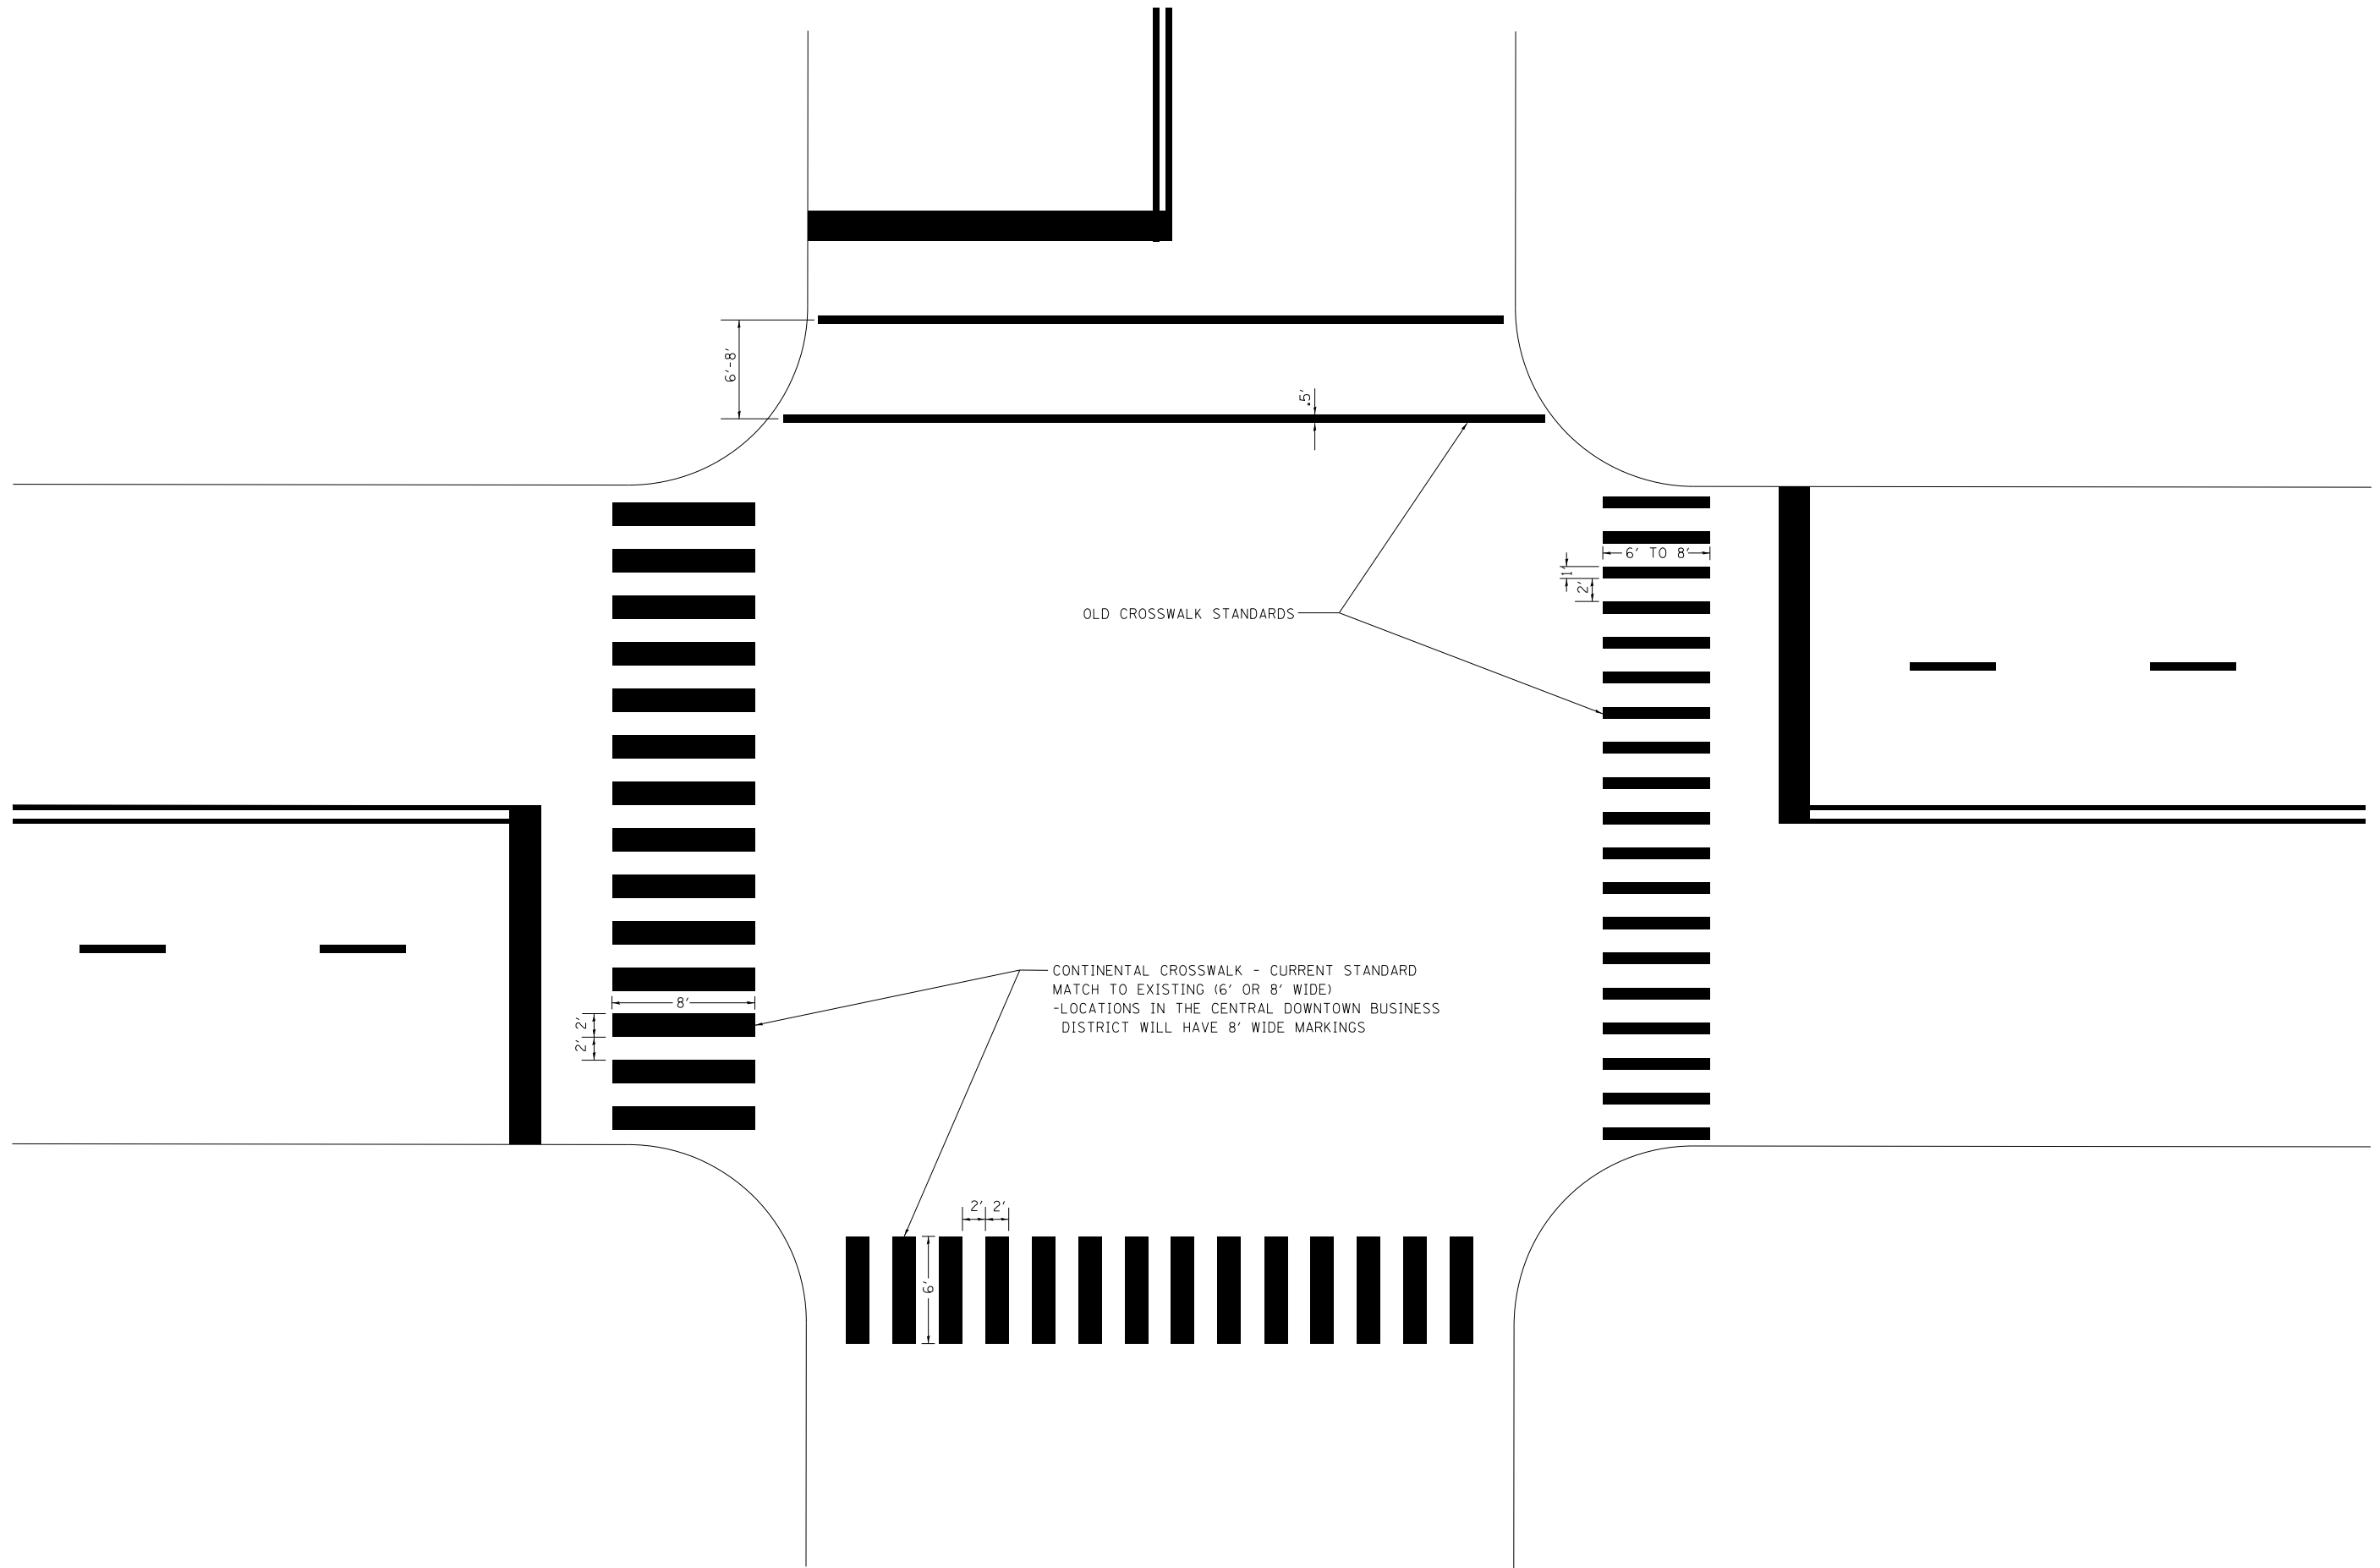 6'-8'
.5'
6' TO 8'
1'
2'
OLD CROSSWALK STANDARDS
CONTINENTAL CROSSWALK - CURRENT STANDARD
MATCH TO EXISTING (6' OR 8' WIDE)
-LOCATIONS IN THE CENTRAL DOWNTOWN BUSINESS
DISTRICT WILL HAVE 8' WIDE MARKINGS
8'
2'
2'
2' 2'
6'